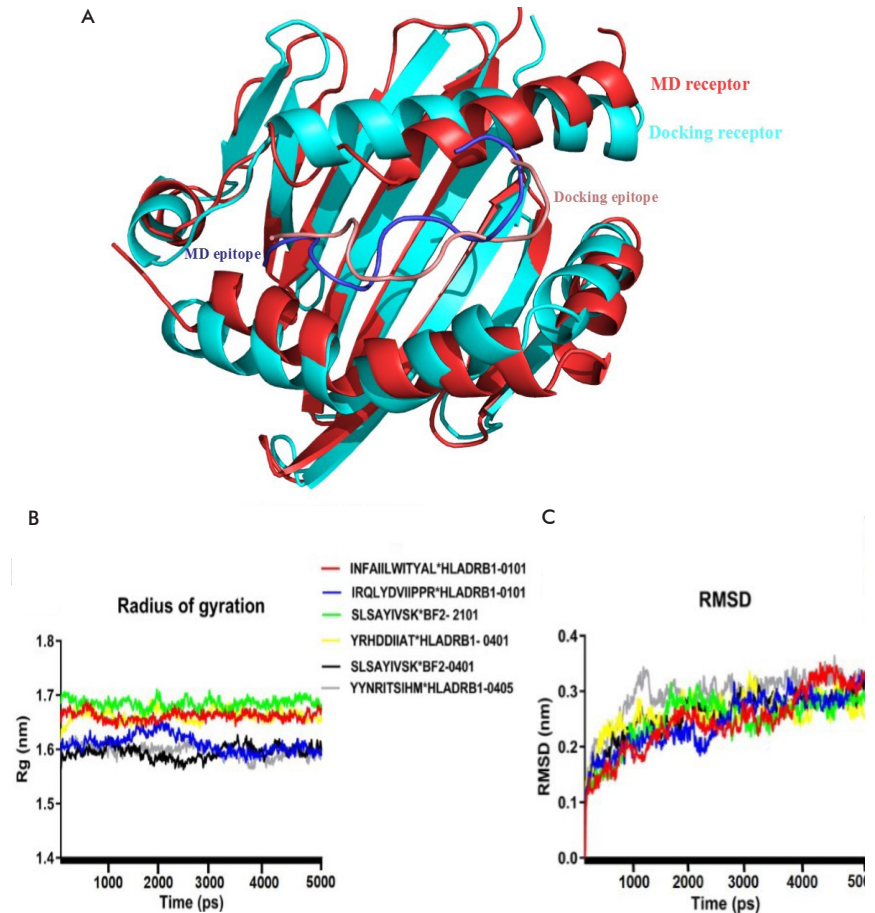 A
MD receptor
Docking receptor
Docking epitope
MD epitope
B
C
INFAIILWITYAL*HLADRB1-0101
IRQLYDVIIPPR*HLADRB1-0101
SLSAYIVSK*BF2- 2101
YRHDDIIAT*HLADRB1- 0401
SLSAYIVSK*BF2-0401
YYNRITSIHM*HLADRB1-0405
Radius of gyration
1.8
1.7
1.6
1.5
1.4
Rg (nm)
1000 2000 3000 4000 5000
Time (ps)
RMSD
0.4
0.3
0.2
0.1
0.0
RMSD (nm)
1000 2000 3000 4000 500
Time (ps)